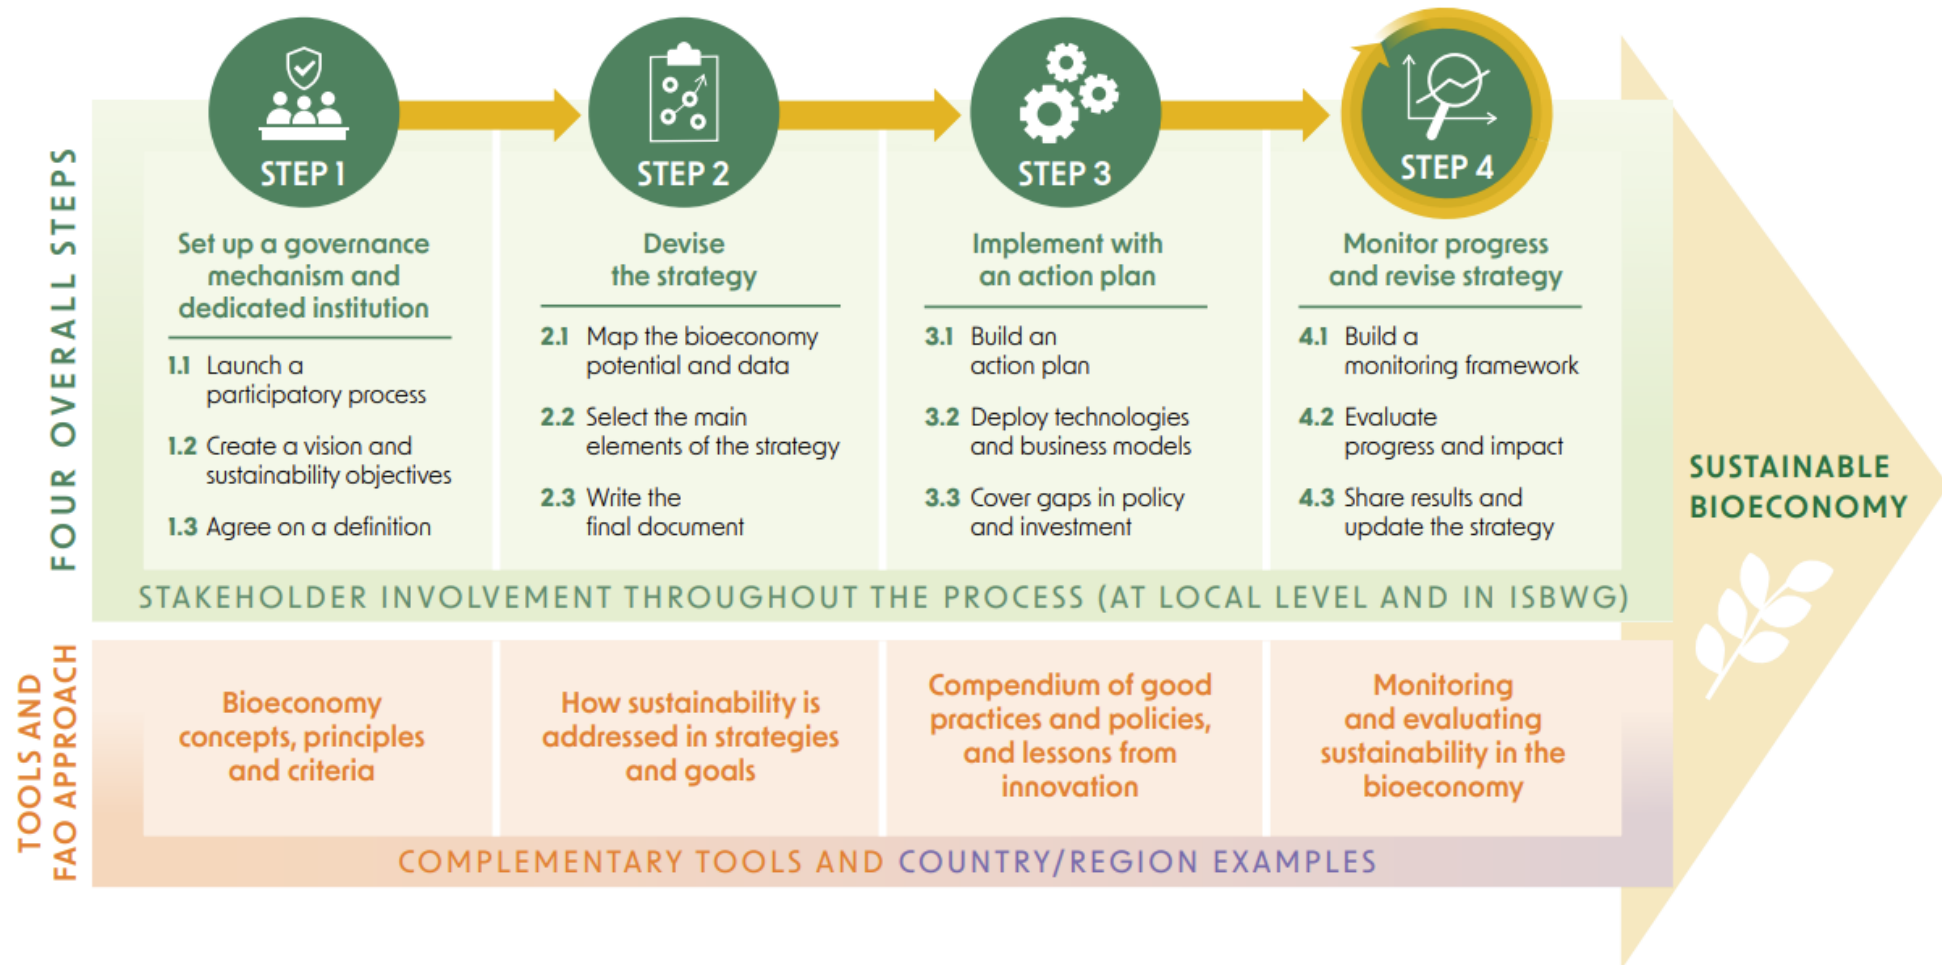 FOUR OVERALL STEPS
STEP 1
Set up a governance
mechanism and
dedicated institution
1.1 Launch a
participatory process
1.2 Create a vision and
sustainability objectives
1.3 Agree on a definition
STEP 2
Devise
the strategy
2.1 Map the bioeconomy
potential and data
2.2 Select the main
elements of the strategy
2.3 Write the
final document
STEP 3
Implement with
an action plan
3.1 Build an
action plan
3.2 Deploy technologies
and business models
3.3 Cover gaps in policy
and investment
STEP 4
Monitor progress
and revise strategy
4.1 Build a
monitoring framework
4.2 Evaluate
progress and impact
4.3 Share results and
update the strategy
STAKEHOLDER INVOLVEMENT THROUGHOUT THE PROCESS (AT LOCAL LEVEL AND IN ISBWG)
TOOLS AND
FAO APPROACH
Bioeconomy
concepts, principles
and criteria
How sustainability is
addressed in strategies
and goals
Compendium of good
practices and policies,
and lessons from
innovation
Monitoring
and evaluating
sustainability in the
bioeconomy
COMPLEMENTARY TOOLS AND COUNTRY/REGION EXAMPLES
SUSTAINABLE
BIOECONOMY